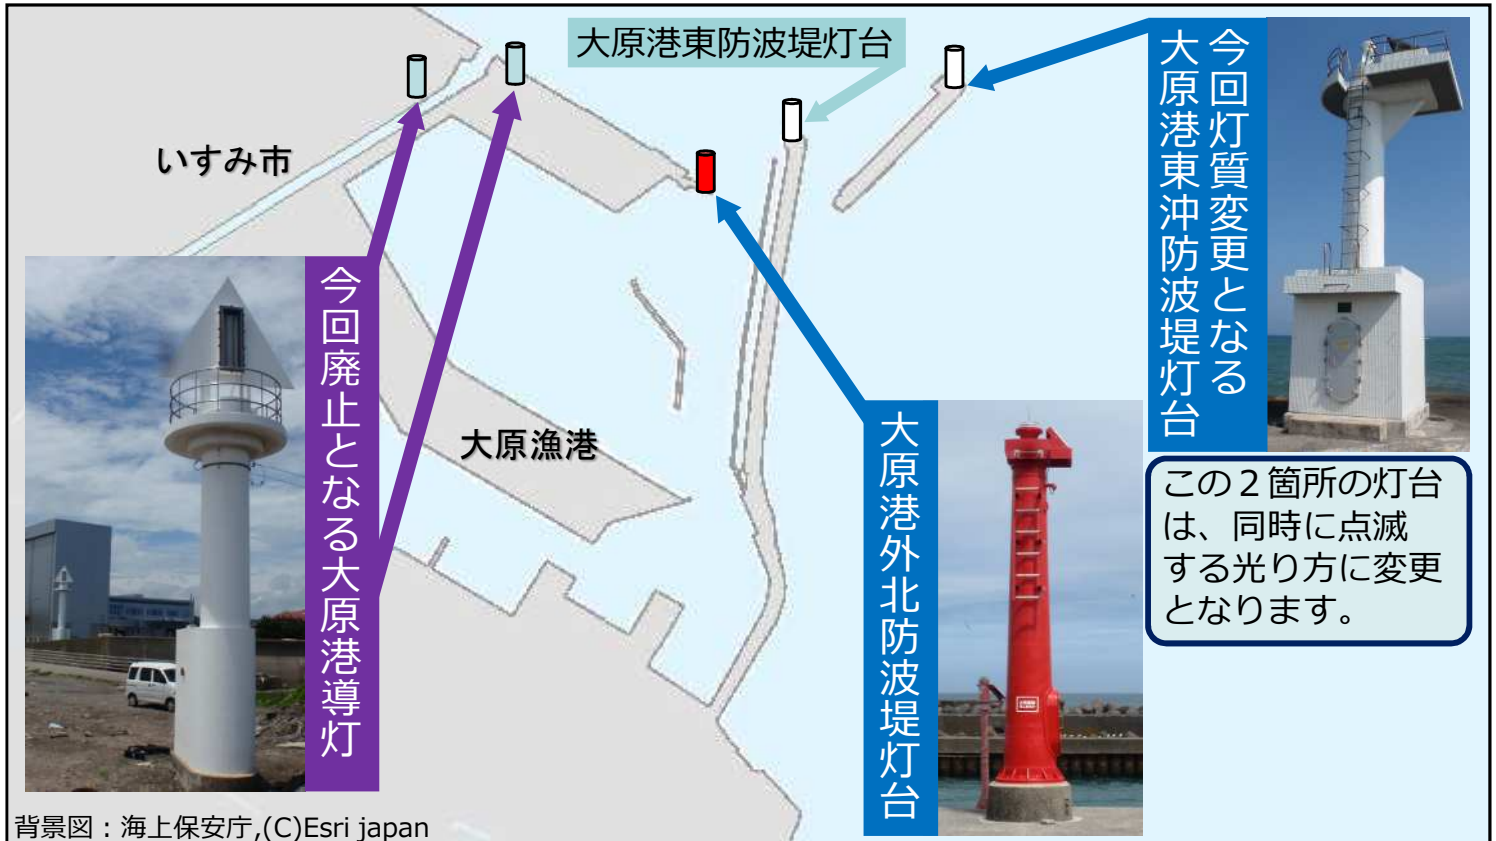 大原港東防波堤灯台
今回灯質変更となる
大原港東沖防波堤灯台
いすみ市
今回廃止となる大原港導灯
大原漁港
大原港外北防波堤灯台
この２箇所の灯台
は、同時に点滅
する光り方に変更
となります。
背景図：海上保安庁,(C)Esri japan